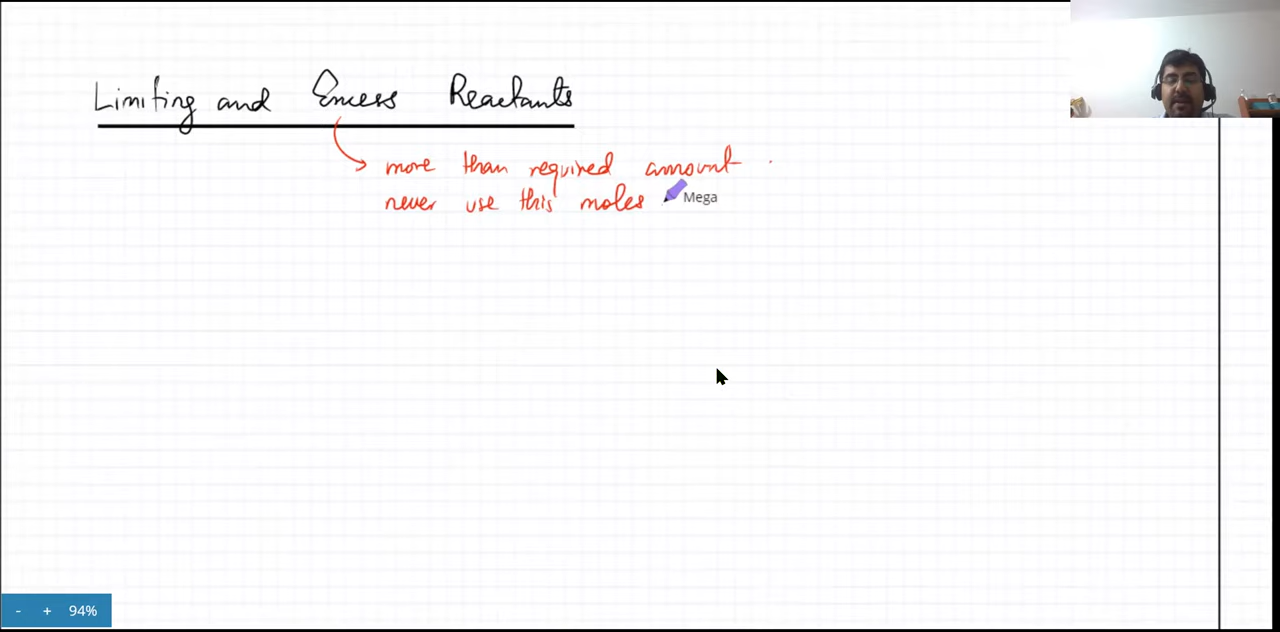 Limiting and Excess Reactants
more than required amount
never use this moles
Mega
- + 94%